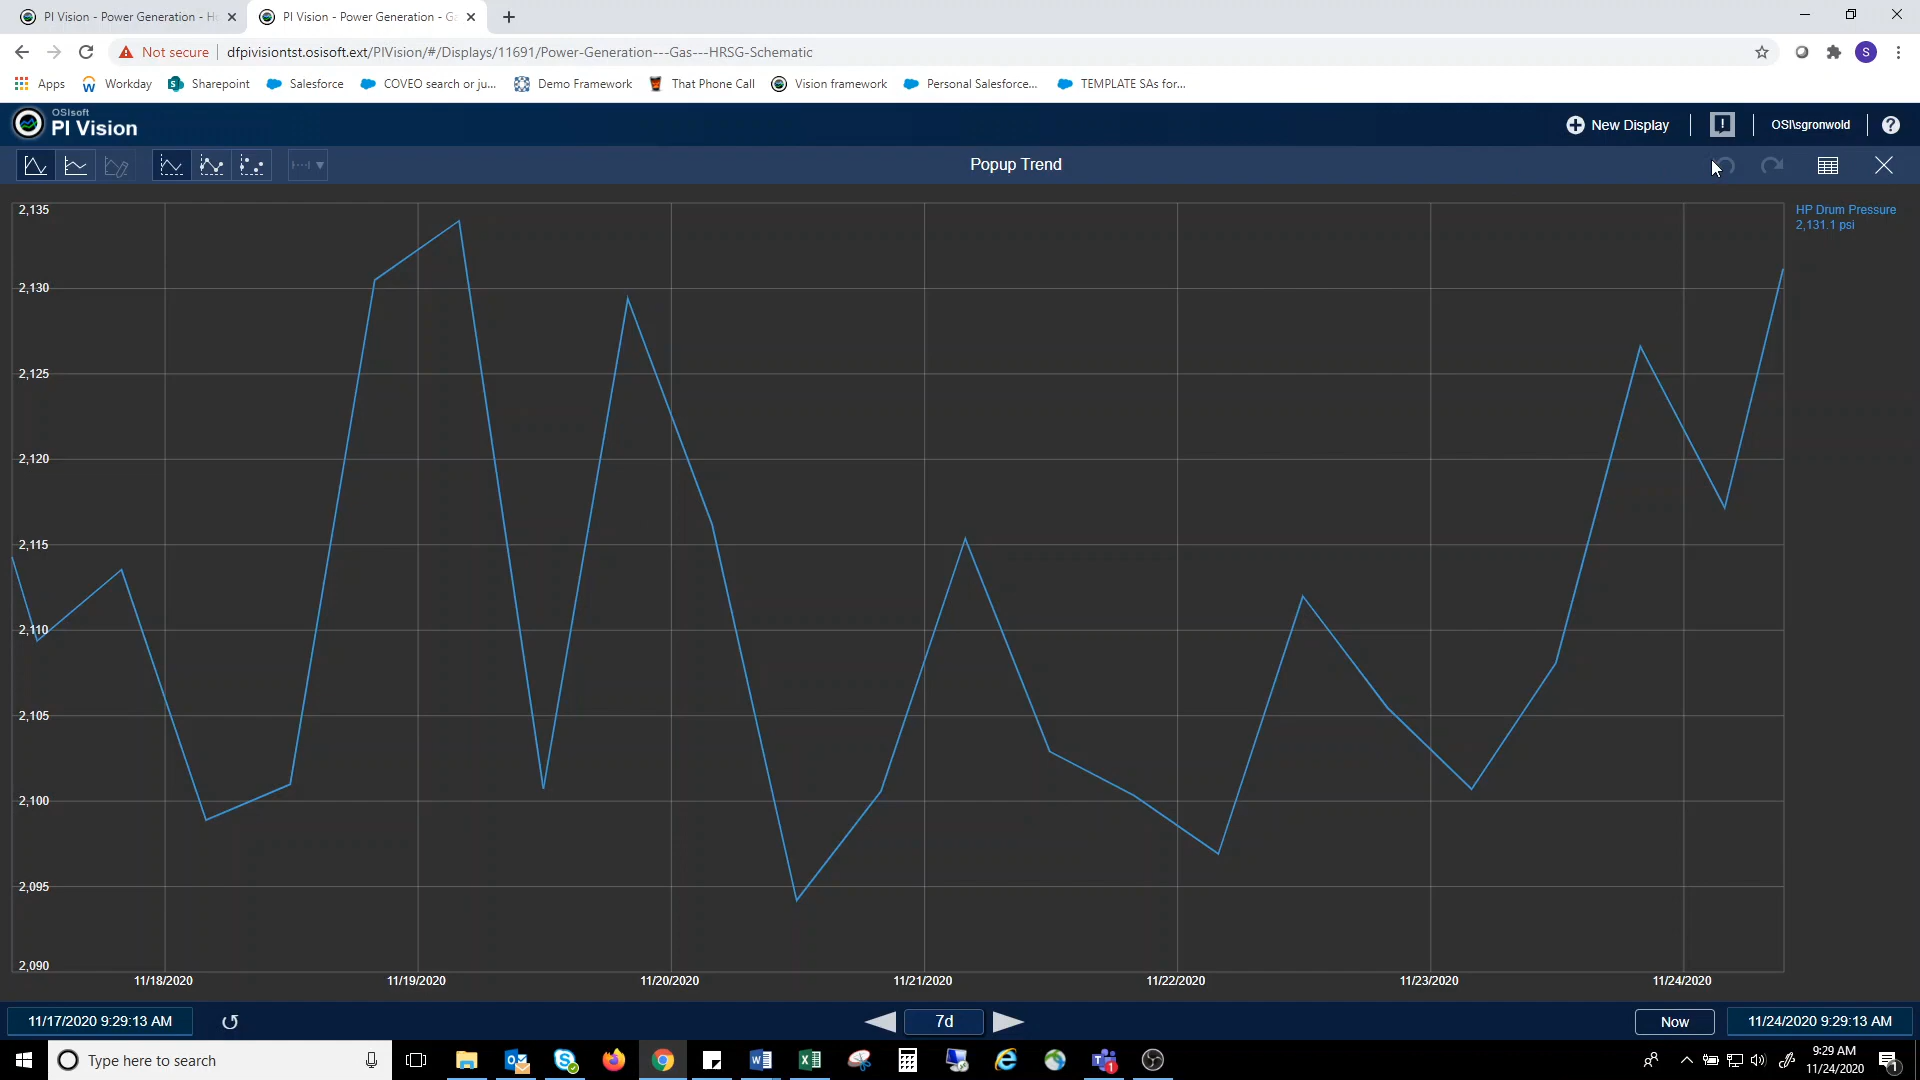 PI Vision - Power Generation - H
PI Vision - Power Generation - G
Not secure
dfpivisiontst.osisoft.ext/PIVision/#/Displays/11691/Power-Generation---Gas---HRSG-Schematic
S
Apps
Workday
Sharepoint
Salesforce
COVEO search or ju...
Demo Framework
That Phone Call
Vision framework
Personal Salesforce...
TEMPLATE SAs for...
OSIsoft
PI Vision
New Display
OSI\sgronwold
Popup Trend
2,135
HP Drum Pressure
2,131.1 psi
2,130
2,125
2,120
2,115
2,110
2,105
2,100
2,095
2,090
11/18/2020
11/19/2020
11/20/2020
11/21/2020
11/22/2020
11/23/2020
11/24/2020
11/17/2020 9:29:13 AM
7d
Now
11/24/2020 9:29:13 AM
Type here to search
9:29 AM
11/24/2020